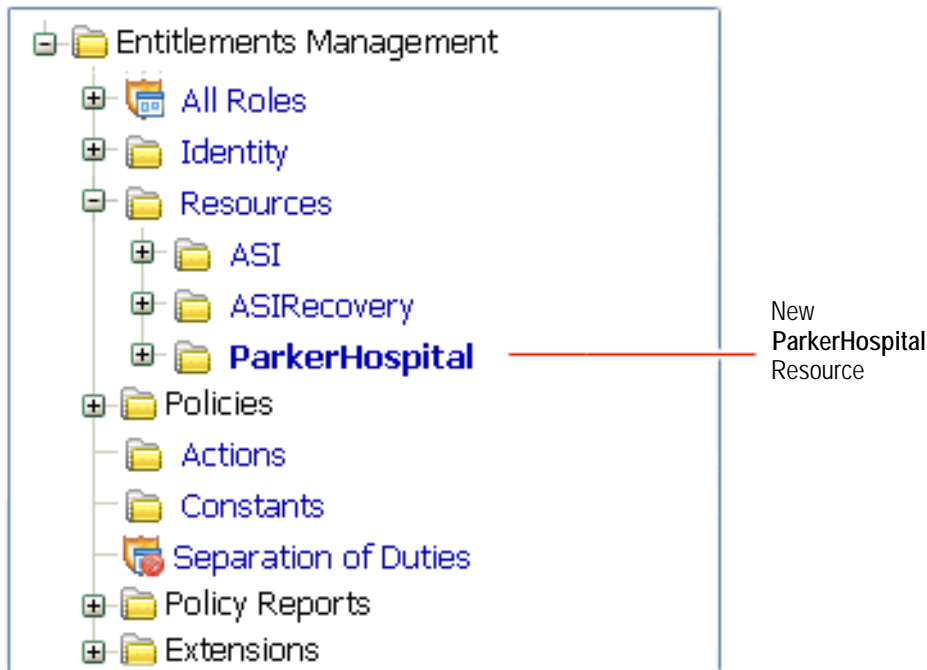 Entitlements Management
All Roles
Identity
Resources
ASI
ASIRecovery
ParkerHospital
New
ParkerHospital
Resource
Policies
Actions
Constants
Separation of Duties
Policy Reports
Extensions